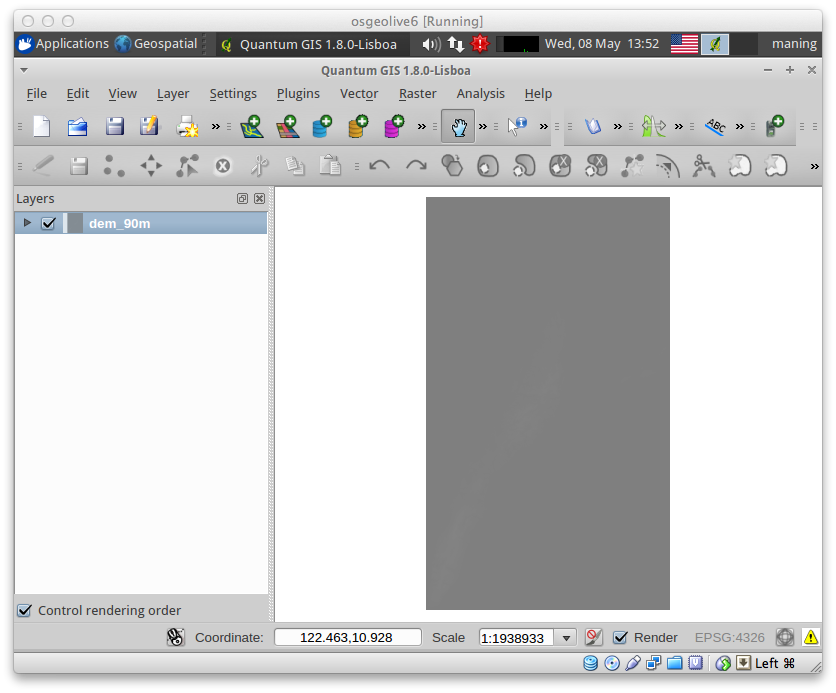 osgeolive6 [Running]
Applications Geospatial Quantum GIS 1.8.0-Lisboa Wed, 08 May 13:52 maning
Quantum GIS 1.8.0-Lisboa
File Edit View Layer Settings Plugins Vector Raster Analysis Help
ABC
Layers
dem_90m
Control rendering order
Coordinate: 122.463,10.928 Scale 1:1938933 Render EPSG:4326
Left ⌘